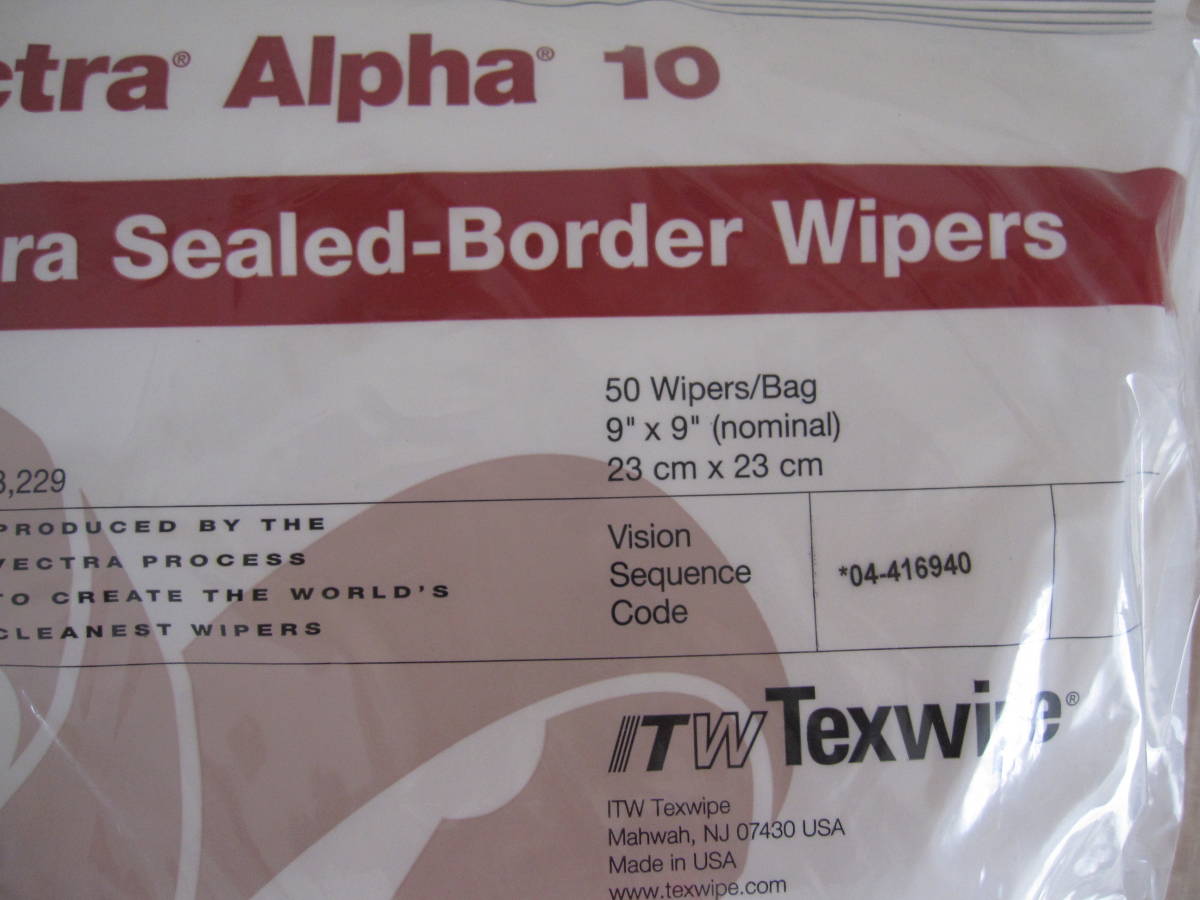 ctra® Alpha® 10
ra Sealed-Border Wipers
50 Wipers/Bag
9" x 9" (nominal)
23 cm x 23 cm
3,229
PRODUCED BY THE
VECTRA PROCESS
TO CREATE THE WORLD'S
CLEANEST WIPERS
Vision
Sequence
Code
*04-416940
ITW Texwipe®
ITW Texwipe
Mahwah, NJ 07430 USA
Made in USA
www.texwipe.com